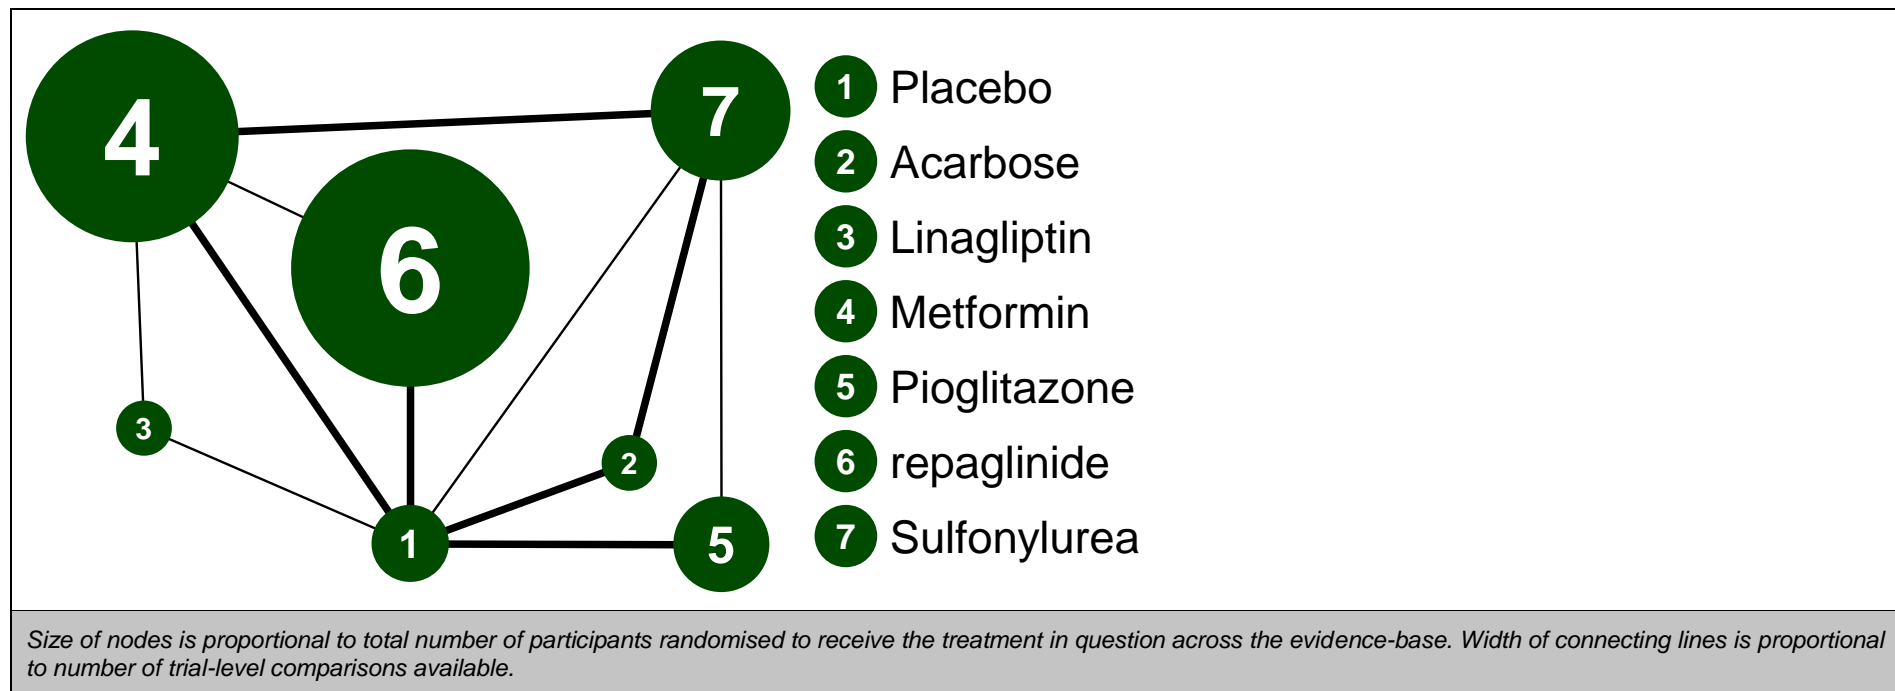 4
7
6
3
2
1
5
1 Placebo
2 Acarbose
3 Linagliptin
4 Metformin
5 Pioglitazone
6 repaglinide
7 Sulfonylurea
Size of nodes is proportional to total number of participants randomised to receive the treatment in question across the evidence-base. Width of connecting lines is proportional
to number of trial-level comparisons available.